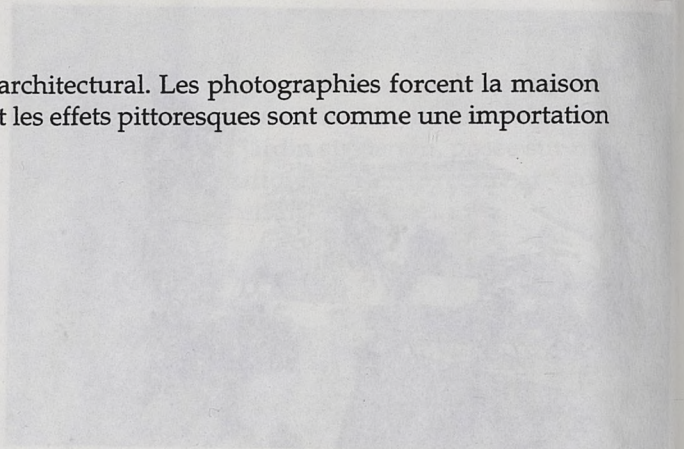 architectural. Les photographies forcent la maison
t les effets pittoresques sont comme une importation